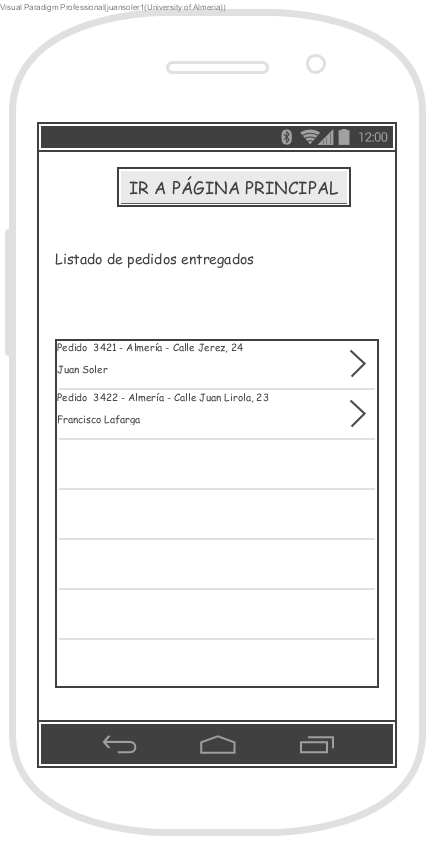 Visual Paradigm Professional(juansoler1(University of Almeria))
12:00
IR A PÁGINA PRINCIPAL
Listado de pedidos entregados
Pedido 3421 - Almería - Calle Jerez, 24
Juan Soler
Pedido 3422 - Almería - Calle Juan Lirola, 23
Francisco Lafarga